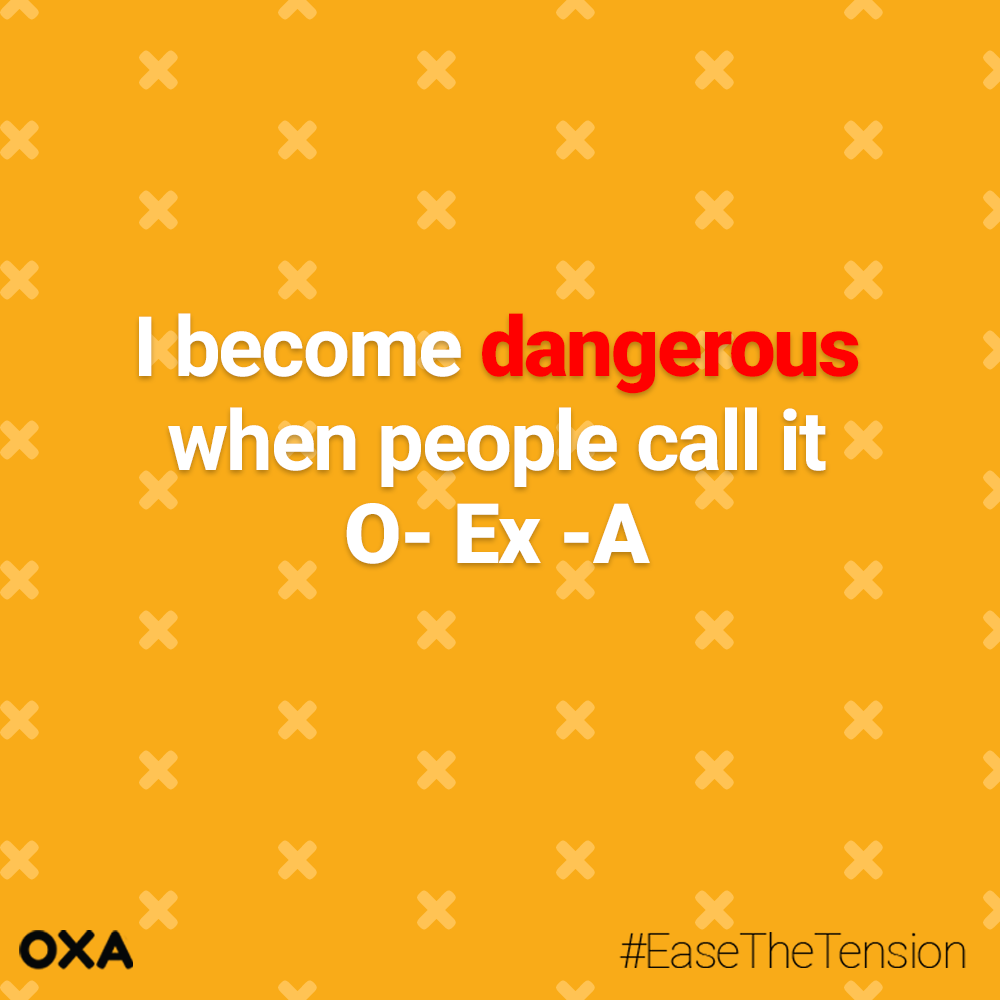 I become dangerous
when people call it
O- Ex -A
OXA
#EaseTheTension